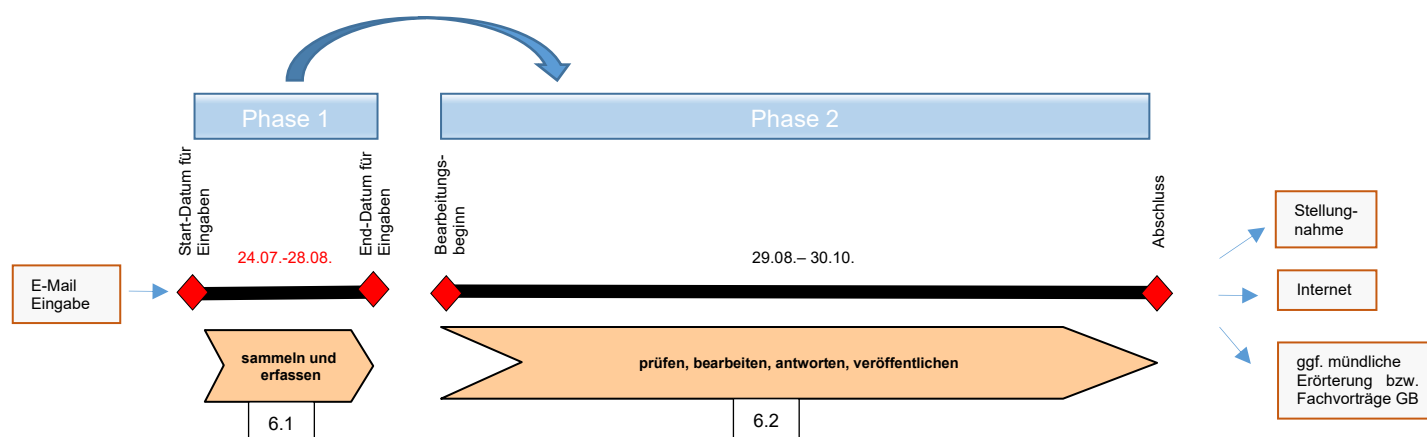 Phase 1
Phase 2
Start-Datum für
Eingaben
End-Datum für
Eingaben
Bearbeitungs-
beginn
Abschluss
24.07.-28.08.
29.08.– 30.10.
E-Mail
Eingabe
Stellung-
nahme
Internet
ggf. mündliche
Erörterung bzw.
Fachvorträge GB
sammeln und
erfassen
prüfen, bearbeiten, antworten, veröffentlichen
6.1
6.2